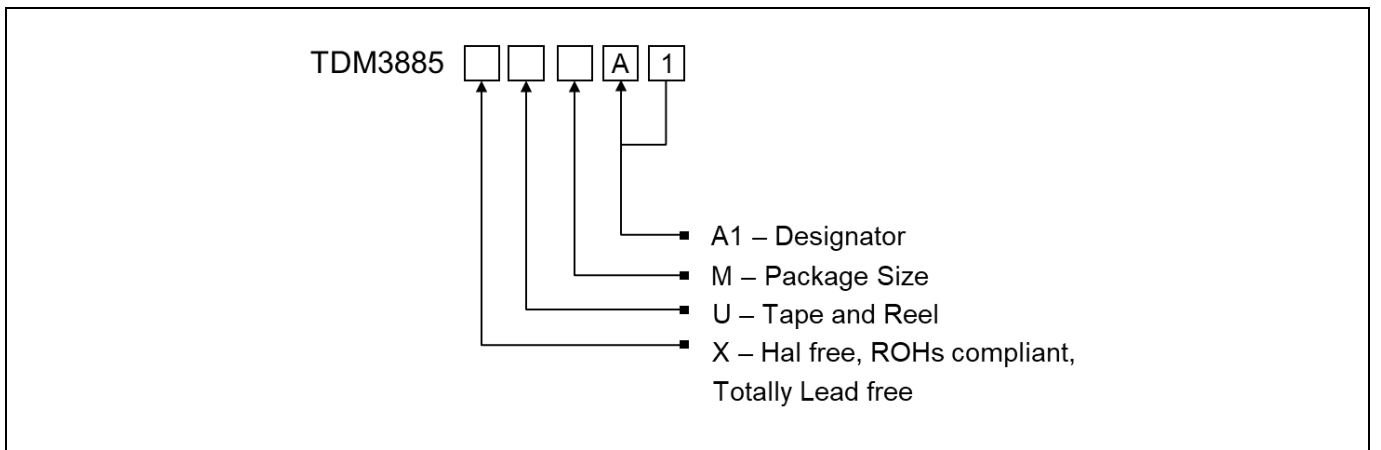 TDM3885 A 1
A1 – Designator
M – Package Size
U – Tape and Reel
X – Hal free, ROHs compliant,
Totally Lead free